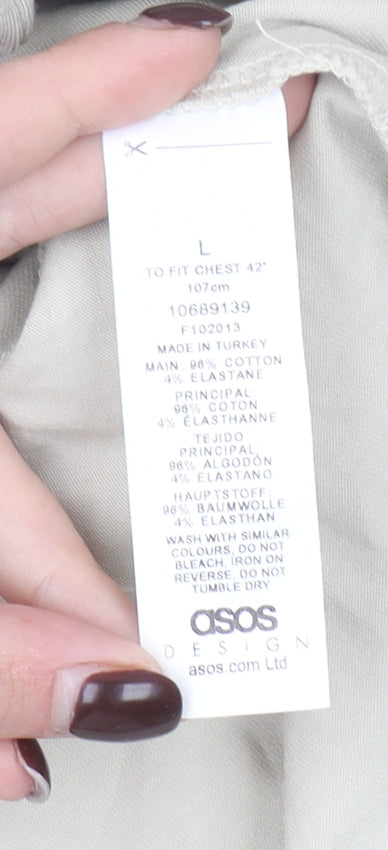 L
TO FIT CHEST 42"
107cm
10689139
F102013
MADE IN TURKEY
MAIN: 96% COTTON
4% ELASTANE
PRINCIPAL:
96% COTON
4% ÉLASTHANNE
TEJIDO
PRINCIPAL:
96% ALGODÓN
4% ELASTANO
HAUPTSTOFF:
96% BAUMWOLLE
4% ELASTHAN
WASH WITH SIMILAR
COLOURS, DO NOT
BLEACH, IRON ON
REVERSE, DO NOT
TUMBLE DRY
asos
DESIGN
asos.com Ltd